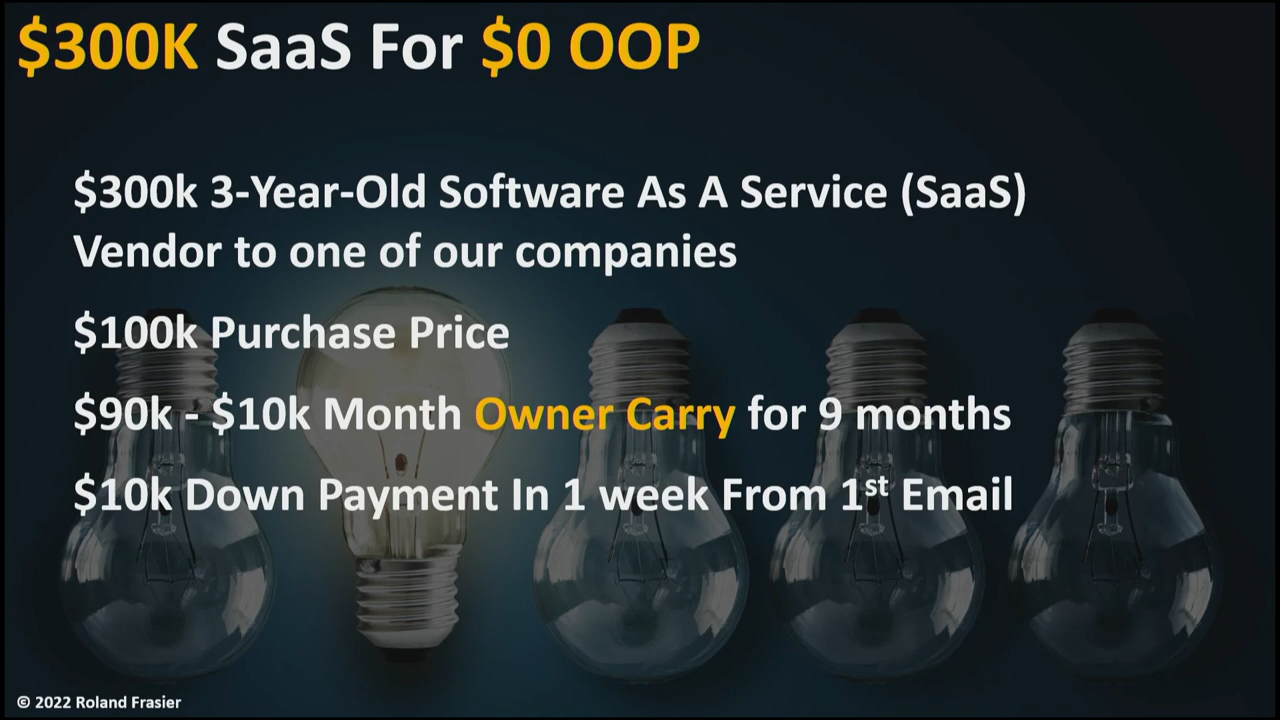 $300K SaaS For $0 OOP
$300k 3-Year-Old Software As A Service (SaaS)
Vendor to one of our companies
$100k Purchase Price
$90k - $10k Month Owner Carry for 9 months
$10k Down Payment In 1 week From 1st Email
© 2022 Roland Frasier